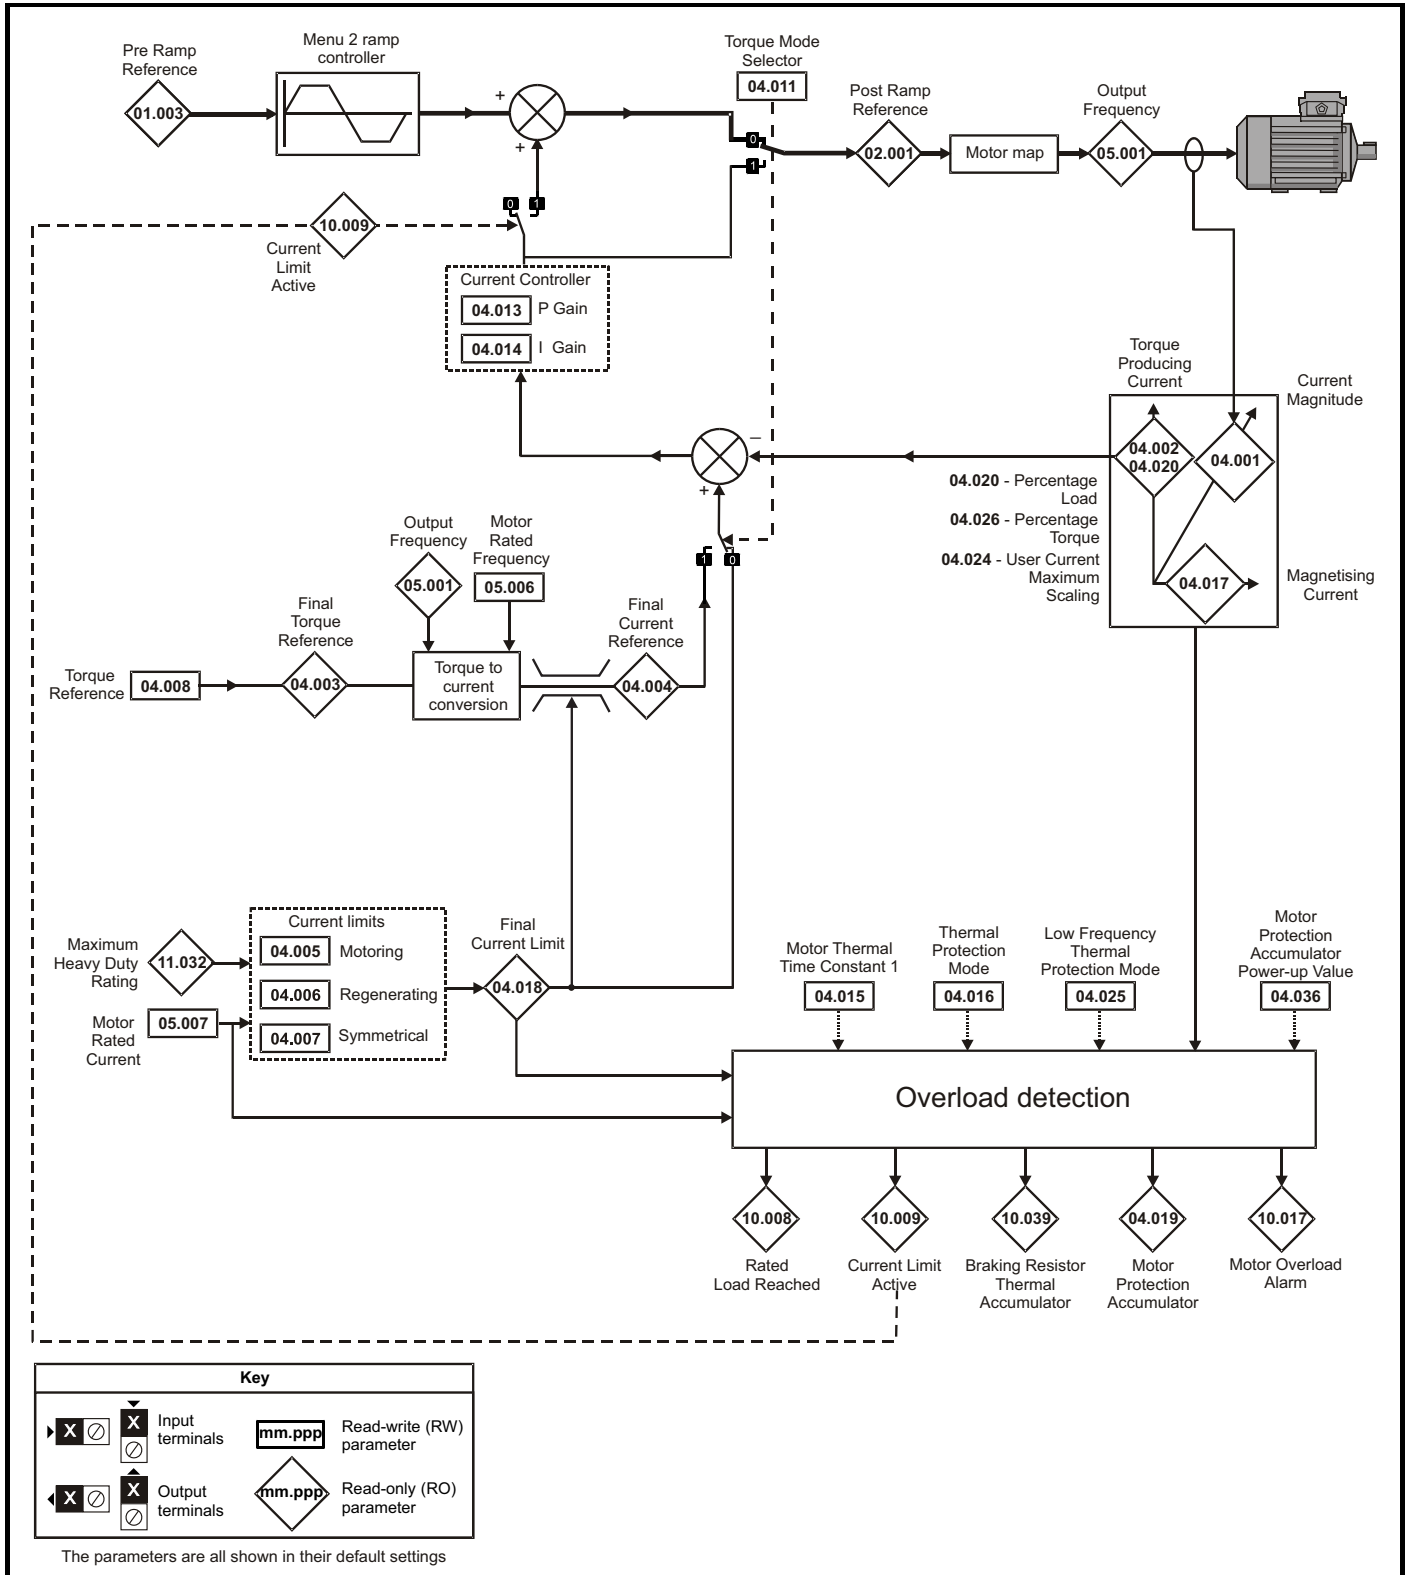 Pre Ramp
Reference
01.003
Menu 2 ramp
controller
+
+
Torque Mode
Selector
04.011
0
1
Post Ramp
Reference
02.001
Motor map
Output
Frequency
05.001
0
1
10.009
Current
Limit
Active
Current Controller
04.013 P Gain
04.014 I Gain
Torque
Producing
Current
Current
Magnitude
04.002
04.020
04.001
04.017
Magnetising
Current
04.020 - Percentage
Load
04.026 - Percentage
Torque
04.024 - User Current
Maximum
Scaling
–
+
1
0
Output
Frequency
05.001
Motor
Rated
Frequency
05.006
Torque
Reference
04.008
Final
Torque
Reference
04.003
Torque to
current
conversion
Final
Current
Reference
04.004
Maximum
Heavy Duty
Rating
11.032
Motor
Rated
Current
05.007
Current limits
04.005 Motoring
04.006 Regenerating
04.007 Symmetrical
Final
Current Limit
04.018
Motor Thermal
Time Constant 1
04.015
Thermal
Protection
Mode
04.016
Low Frequency
Thermal
Protection Mode
04.025
Motor
Protection
Accumulator
Power-up Value
04.036
Overload detection
10.008
Rated
Load Reached
10.009
Current Limit
Active
10.039
Braking Resistor
Thermal
Accumulator
04.019
Motor
Protection
Accumulator
10.017
Motor Overload
Alarm
Key
X
X
Input
terminals
mm.ppp
Read-write (RW)
parameter
X
X
Output
terminals
mm.ppp
Read-only (RO)
parameter
The parameters are all shown in their default settings